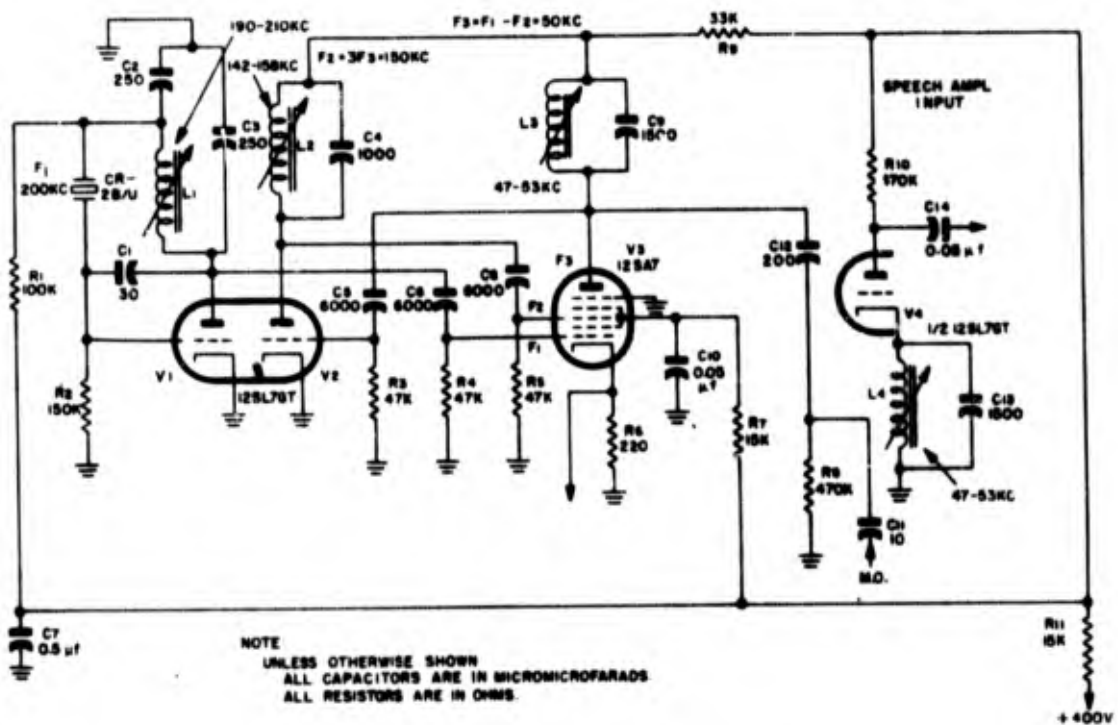 190-210KC
F3=F1 -F2=50KC
33K
R9
C2
250
F2=3F3=150KC
142-158KC
SPEECH AMPL
INPUT
C3
250
L2
C4
1000
L3
C9
1500
F1
200KC
CR-
2B/U
L1
47-53KC
R10
470K
C14
0.05 µf
R1
100K
C1
30
C5
6000
C6
6000
C8
6000
F3
V3
12SA7
C12
200
F2
F1
V4
1/2 12SL7GT
V1
12SL7GT
V2
C10
0.05
µf
R2
150K
R3
47K
R4
47K
R5
47K
R6
220
R7
15K
L4
C13
1500
R8
470K
47-53KC
C11
10
M.O.
C7
0.5 µf
NOTE
UNLESS OTHERWISE SHOWN
ALL CAPACITORS ARE IN MICROMICROFARADS
ALL RESISTORS ARE IN OHMS.
R11
15K
+400V